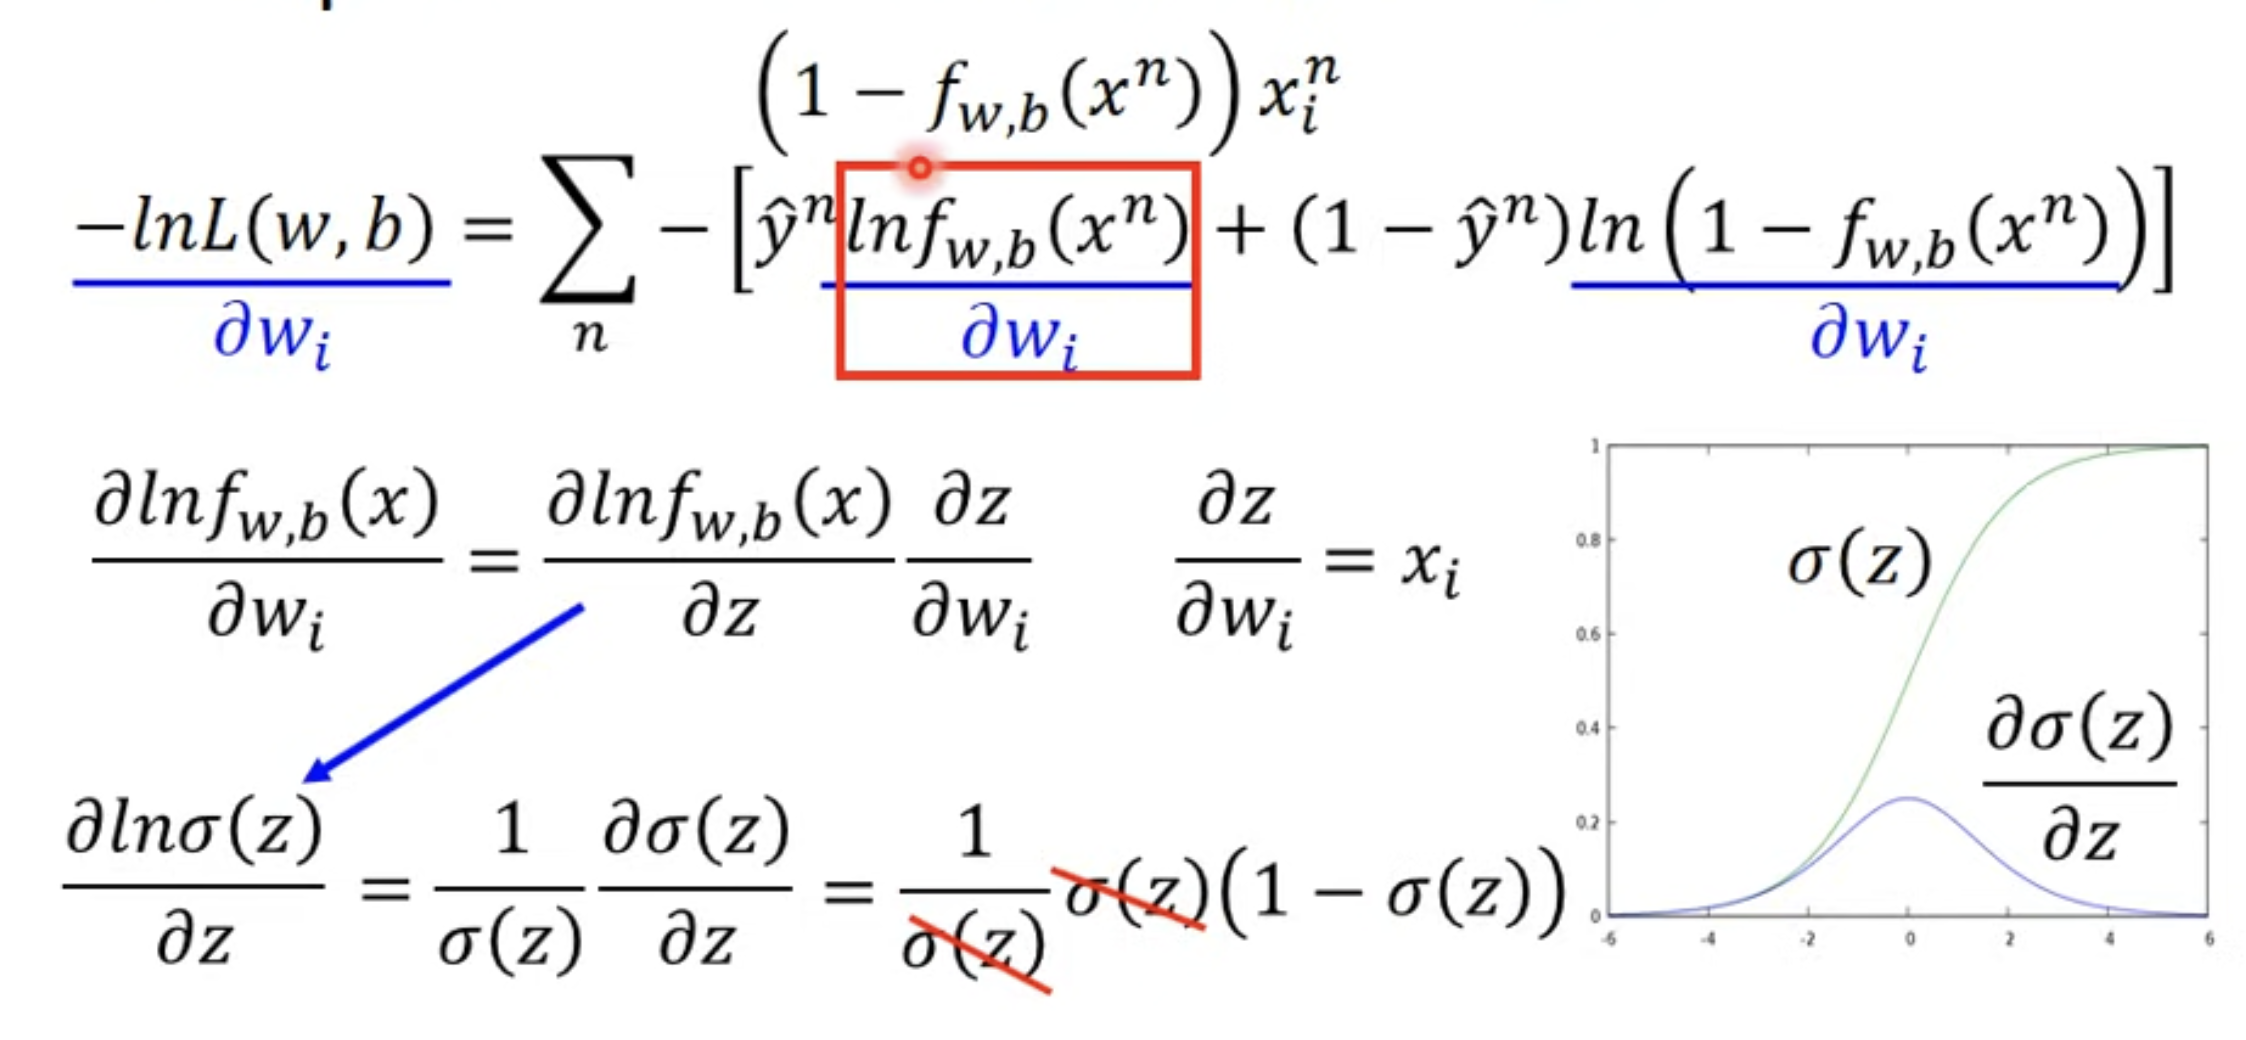 (1 − f_{w,b}(x^n)) x_i^n
−lnL(w, b) / ∂w_i = ∑_n − [ŷ^n lnf_{w,b}(x^n) / ∂w_i + (1 − ŷ^n) ln(1 − f_{w,b}(x^n)) / ∂w_i]
∂lnf_{w,b}(x) / ∂w_i = ∂lnf_{w,b}(x) / ∂z ∂z / ∂w_i    ∂z / ∂w_i = x_i
∂lnσ(z) / ∂z = 1 / σ(z) ∂σ(z) / ∂z = 1 / σ(z) σ(z)(1 − σ(z))
σ(z)
∂σ(z) / ∂z
1
0.8
0.6
0.4
0.2
0
-6 -4 -2 0 2 4 6